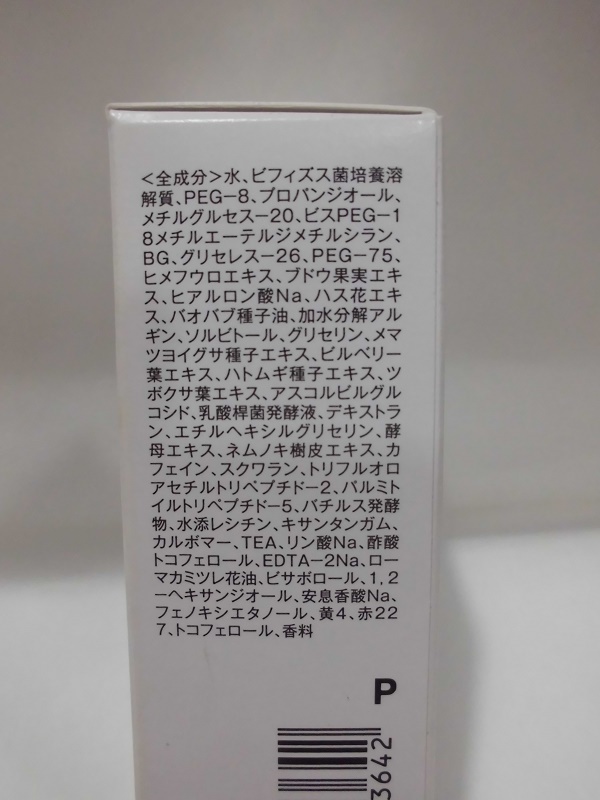 <全成分>水、ビフィズス菌培養溶
解質、PEG-8、プロパンジオール、
メチルグルセス-20、ビスPEG-1
8メチルエーテルジメチルシラン、
BG、グリセレス-26、PEG-75、
ヒメフウロエキス、ブドウ果実エキ
ス、ヒアルロン酸Na、ハス花エキ
ス、バオバブ種子油、加水分解アル
ギン、ソルビトール、グリセリン、メマ
ツヨイグサ種子エキス、ビルベリー
葉エキス、ハトムギ種子エキス、ツ
ボクサ葉エキス、アスコルビルグル
コシド、乳酸桿菌発酵液、デキストラ
ン、エチルヘキシルグリセリン、酵
母エキス、ネムノキ樹皮エキス、カ
フェイン、スクワラン、トリフルオロ
アセチルトリペプチド-2、パルミト
イルトリペプチド-5、バチルス発酵
物、水添レシチン、キサンタンガム、
カルボマー、TEA、リン酸Na、酢酸
トコフェロール、EDTA-2Na、ロー
マカミツレ花油、ビサボロール、1,2
-ヘキサンジオール、安息香酸Na、
フェノキシエタノール、黄4、赤22
7、トコフェロール、香料
P
3642